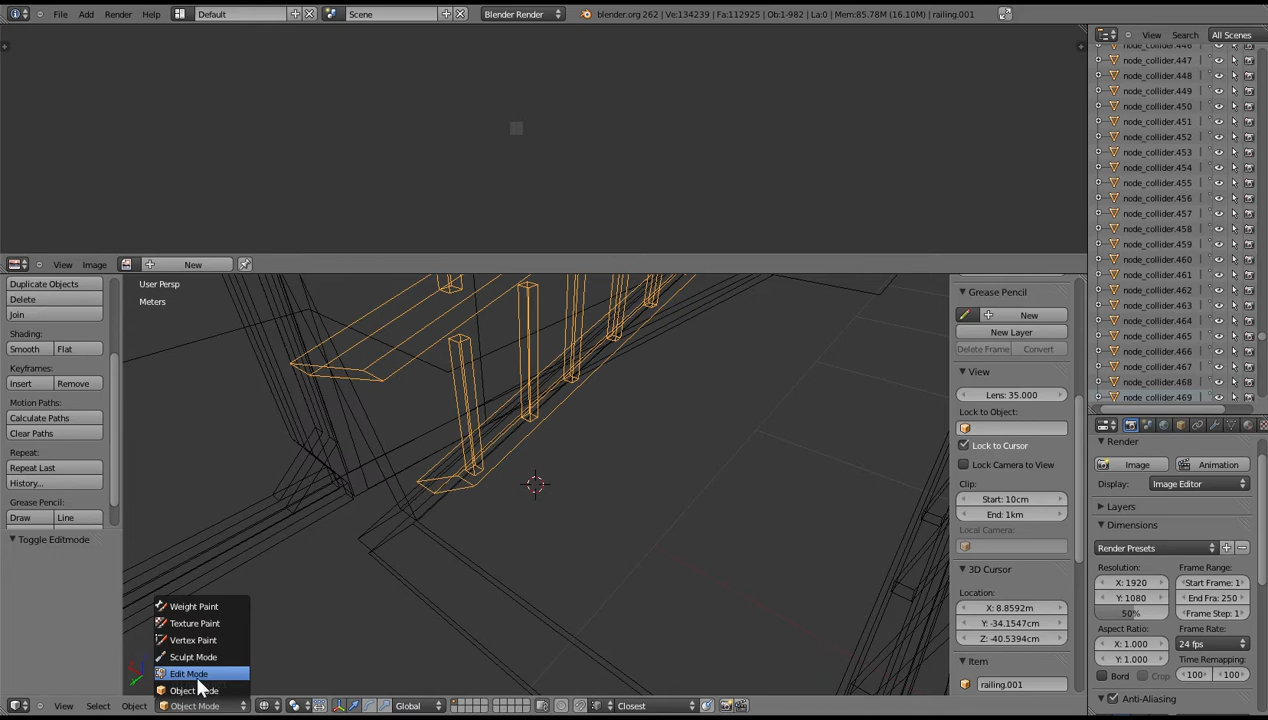 File Add Render Help Default Scene Blender Render blender.org 262 | Ve:134239 | Fa:112925 | Ob:1-982 | La:0 | Mem:85.78M (16.10M) | railing.001
View Search All Scenes
node_collider.446
node_collider.447
node_collider.448
node_collider.449
node_collider.450
node_collider.451
node_collider.452
node_collider.453
node_collider.454
node_collider.455
node_collider.456
node_collider.457
node_collider.458
node_collider.459
node_collider.460
node_collider.461
node_collider.462
node_collider.463
node_collider.464
node_collider.465
node_collider.466
node_collider.467
node_collider.468
node_collider.469
View Image New
Duplicate Objects
Delete
Join
Shading:
Smooth Flat
Keyframes:
Insert Remove
Motion Paths:
Calculate Paths
Clear Paths
Repeat:
Repeat Last
History...
Grease Pencil:
Draw Line
Toggle Editmode
User Persp
Meters
Weight Paint
Texture Paint
Vertex Paint
Sculpt Mode
Edit Mode
View Select Object Object Mode Global Closest
Grease Pencil
New
New Layer
Delete Frame Convert
View
Lens: 35.000
Lock to Object:
Lock to Cursor
Lock Camera to View
Clip:
Start: 10cm
End: 1km
Local Camera:
3D Cursor
Location:
X: 8.8592m
Y: -34.1547cm
Z: -40.5394cm
Item
railing.001
Render
Image Animation
Display: Image Editor
Layers
Dimensions
Render Presets
Resolution: Frame Range:
X: 1920 Start Frame: 1
Y: 1080 End Fra: 250
50% Frame Step: 1
Aspect Ratio: Frame Rate:
X: 1.000 24 fps
Y: 1.000 Time Remapping:
Bord Crop 100 100
Anti-Aliasing